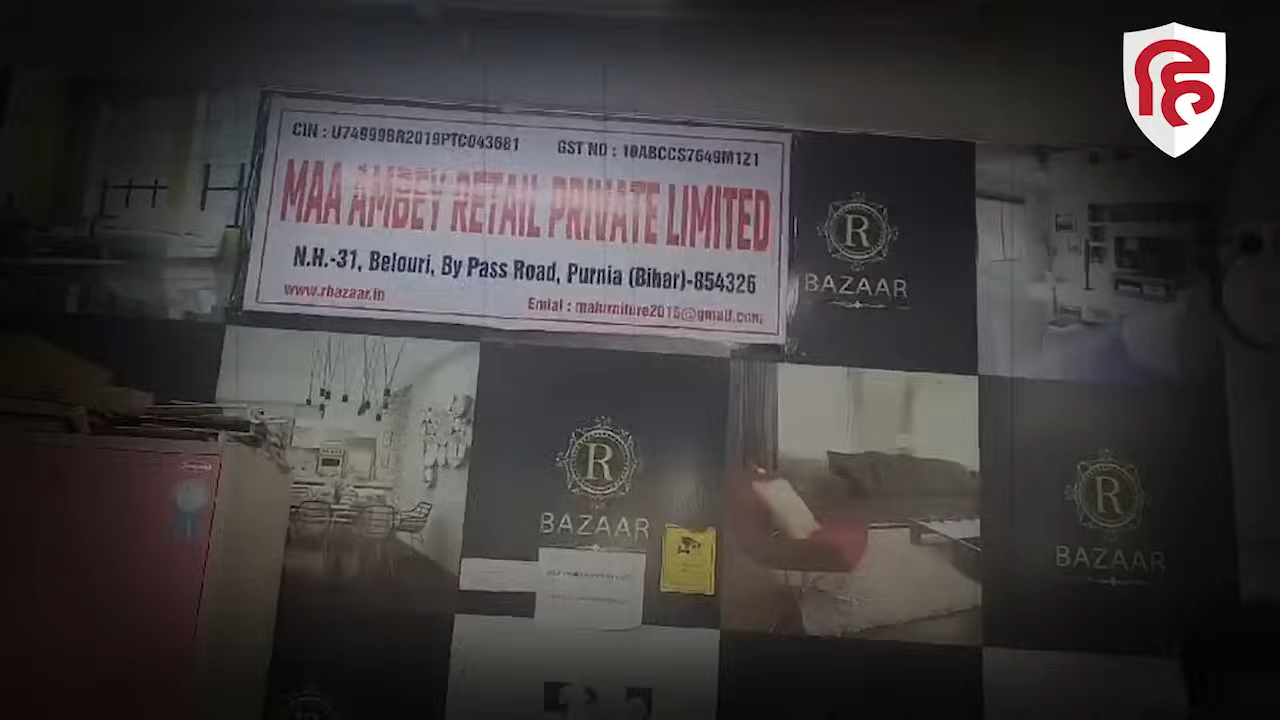 CIN : U74999BR2019PTC043681
GST NO : 10ABCCS7649M1Z1
MAA AMBEY RETAIL PRIVATE LIMITED
N.H.-31, Belouri, By Pass Road, Purnia (Bihar)-854326
www.rbazaar.in
Emial : mafurniture2015@gmail.com
R
BAZAAR
R
BAZAAR
R
BAZAAR